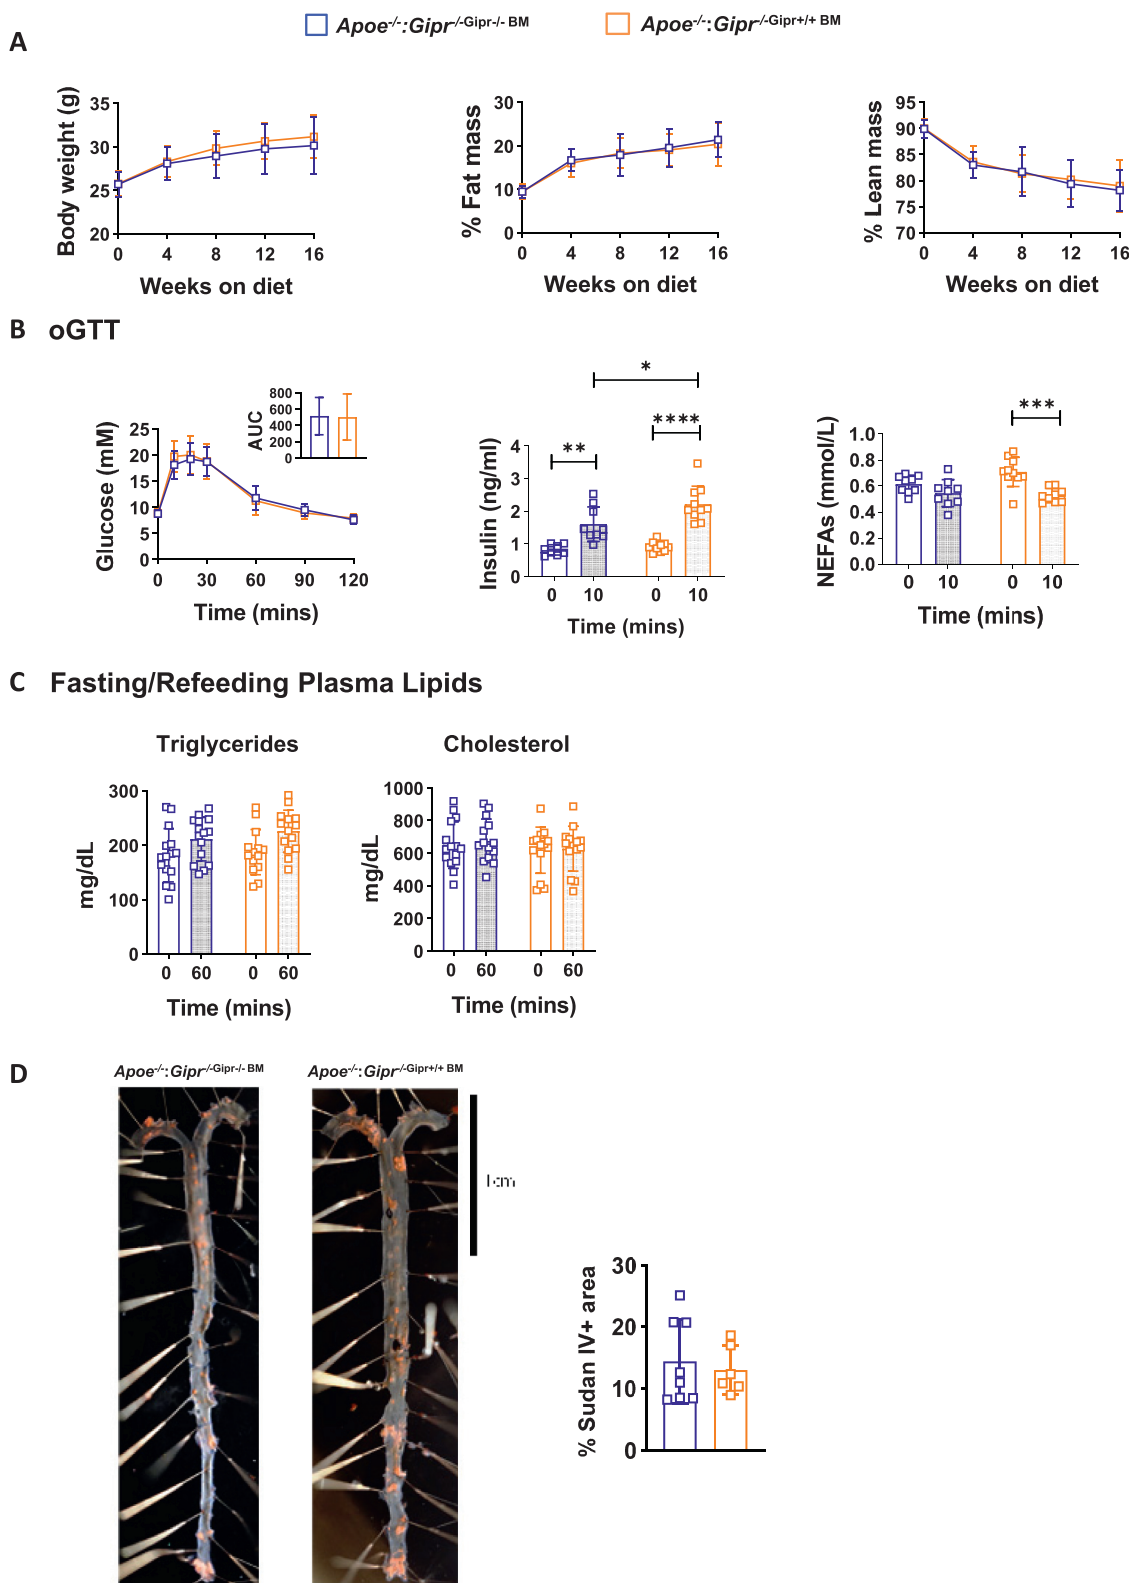 Apoe-/-:Gipr-/-Gipr-/- BM
Apoe-/-:Gipr-/-Gipr+/+ BM
A
Body weight (g)
35
30
25
20
0 4 8 12 16
Weeks on diet
% Fat mass
30
20
10
0
0 4 8 12 16
Weeks on diet
% Lean mass
95
90
85
80
75
70
0 4 8 12 16
Weeks on diet
B oGTT
Glucose (mM)
25
20
15
10
5
0
0 30 60 90 120
Time (mins)
AUC
800
600
400
200
0
Insulin (ng/ml)
4
3
2
1
0
**
****
*
0 10 0 10
Time (mins)
NEFAs (mmol/L)
1.0
0.8
0.6
0.4
0.2
0.0
***
0 10 0 10
Time (mins)
C Fasting/Refeeding Plasma Lipids
Triglycerides
mg/dL
300
200
100
0
0 60 0 60
Time (mins)
Cholesterol
mg/dL
1000
800
600
400
200
0
0 60 0 60
Time (mins)
D
Apoe-/-:Gipr-/-Gipr-/- BM
Apoe-/-:Gipr-/-Gipr+/+ BM
1cm
% Sudan IV+ area
30
20
10
0